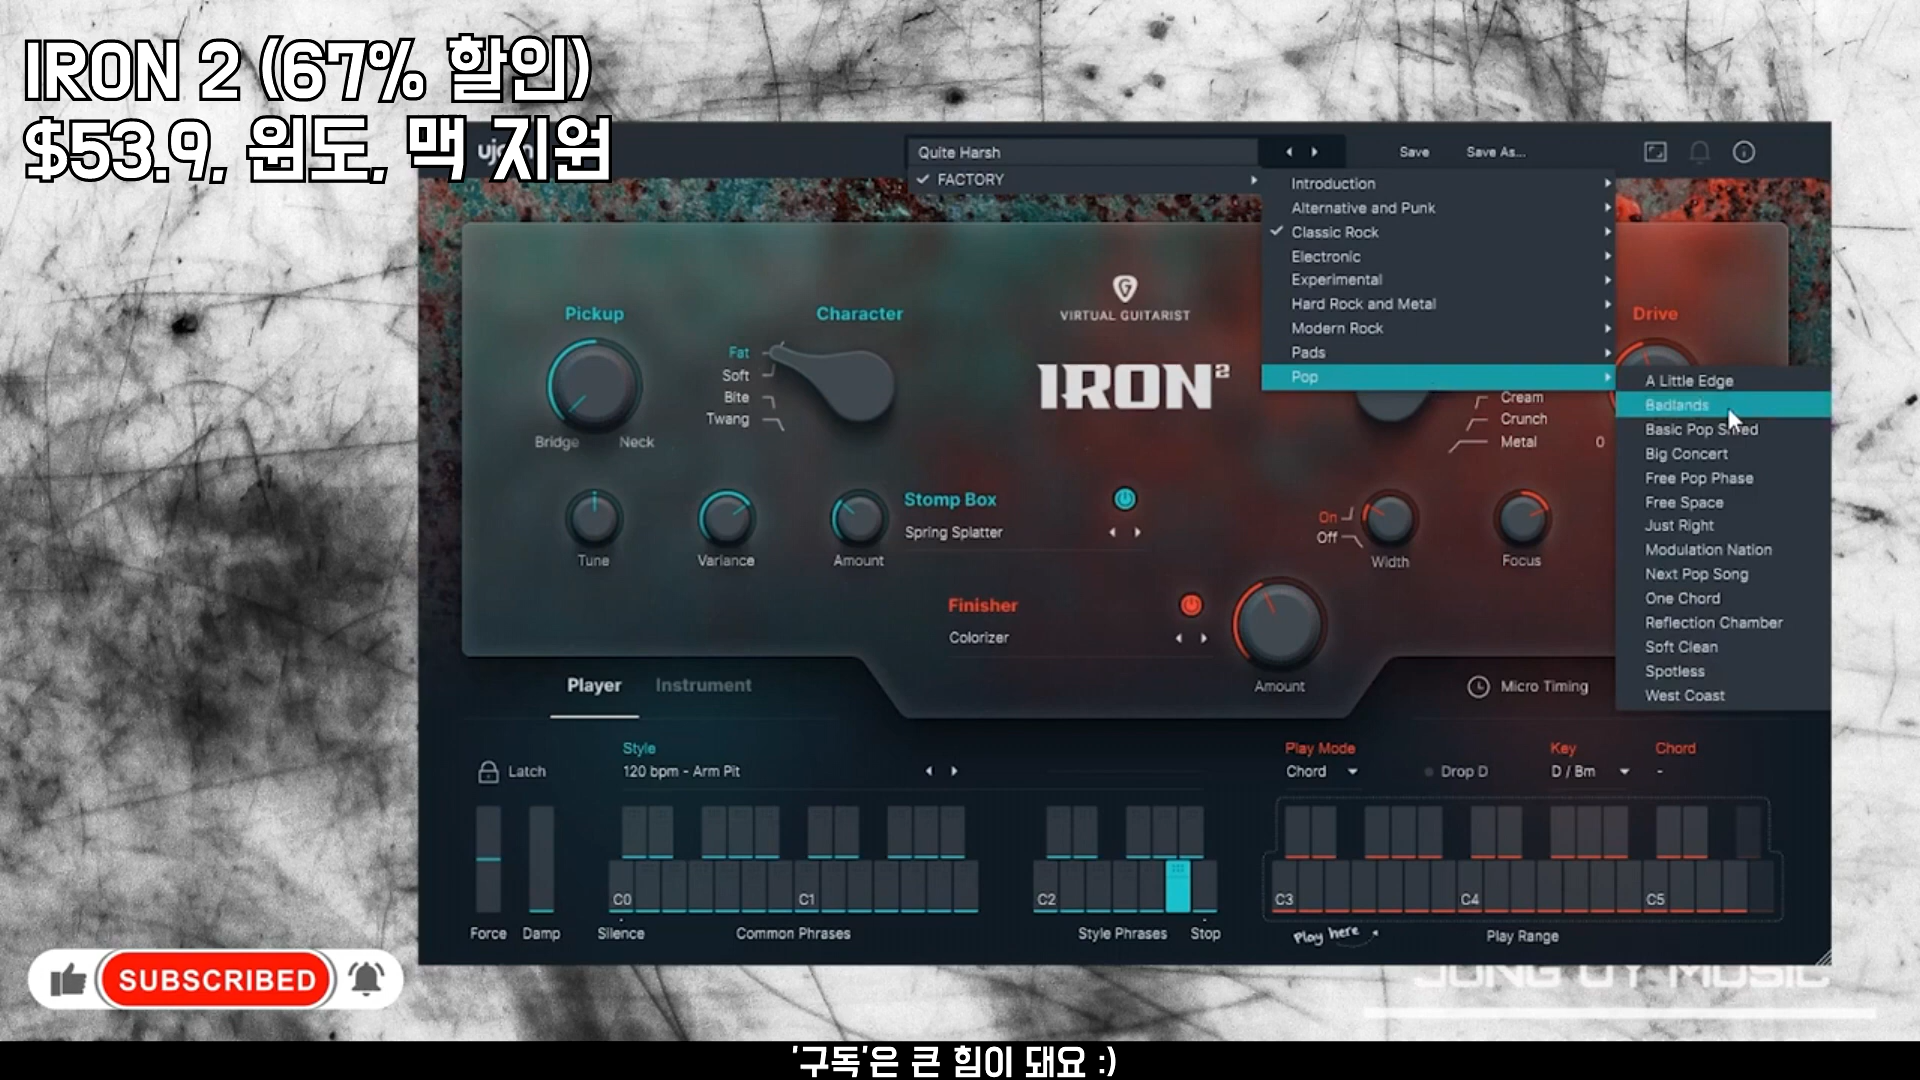 IRON 2 (67% 할인)
$53.9, 윈도, 맥 지원
Quite Harsh
Save
Save As...
FACTORY
Introduction
Alternative and Punk
Classic Rock
Electronic
Experimental
Hard Rock and Metal
Modern Rock
Pads
Pop
A Little Edge
Badlands
Basic Pop
Big Concert
Free Pop Phase
Free Space
Just Right
Modulation Nation
Next Pop Song
One Chord
Reflection Chamber
Soft Clean
Spotless
West Coast
Pickup
Bridge
Neck
Character
Fat
Soft
Bite
Twang
VIRTUAL GUITARIST
IRON²
Drive
Cream
Crunch
Metal
0
Tune
Variance
Amount
Stomp Box
Spring Splatter
On
Off
Width
Focus
Finisher
Colorizer
Amount
Player
Instrument
Micro Timing
Latch
Style
120 bpm - Arm Pit
Play Mode
Chord
Drop D
Key
D / Bm
Chord
-
C0
C1
C2
C3
C4
C5
Force
Damp
Silence
Common Phrases
Style Phrases
Stop
Play here
Play Range
SUBSCRIBED
'구독'은 큰 힘이 돼요 :)